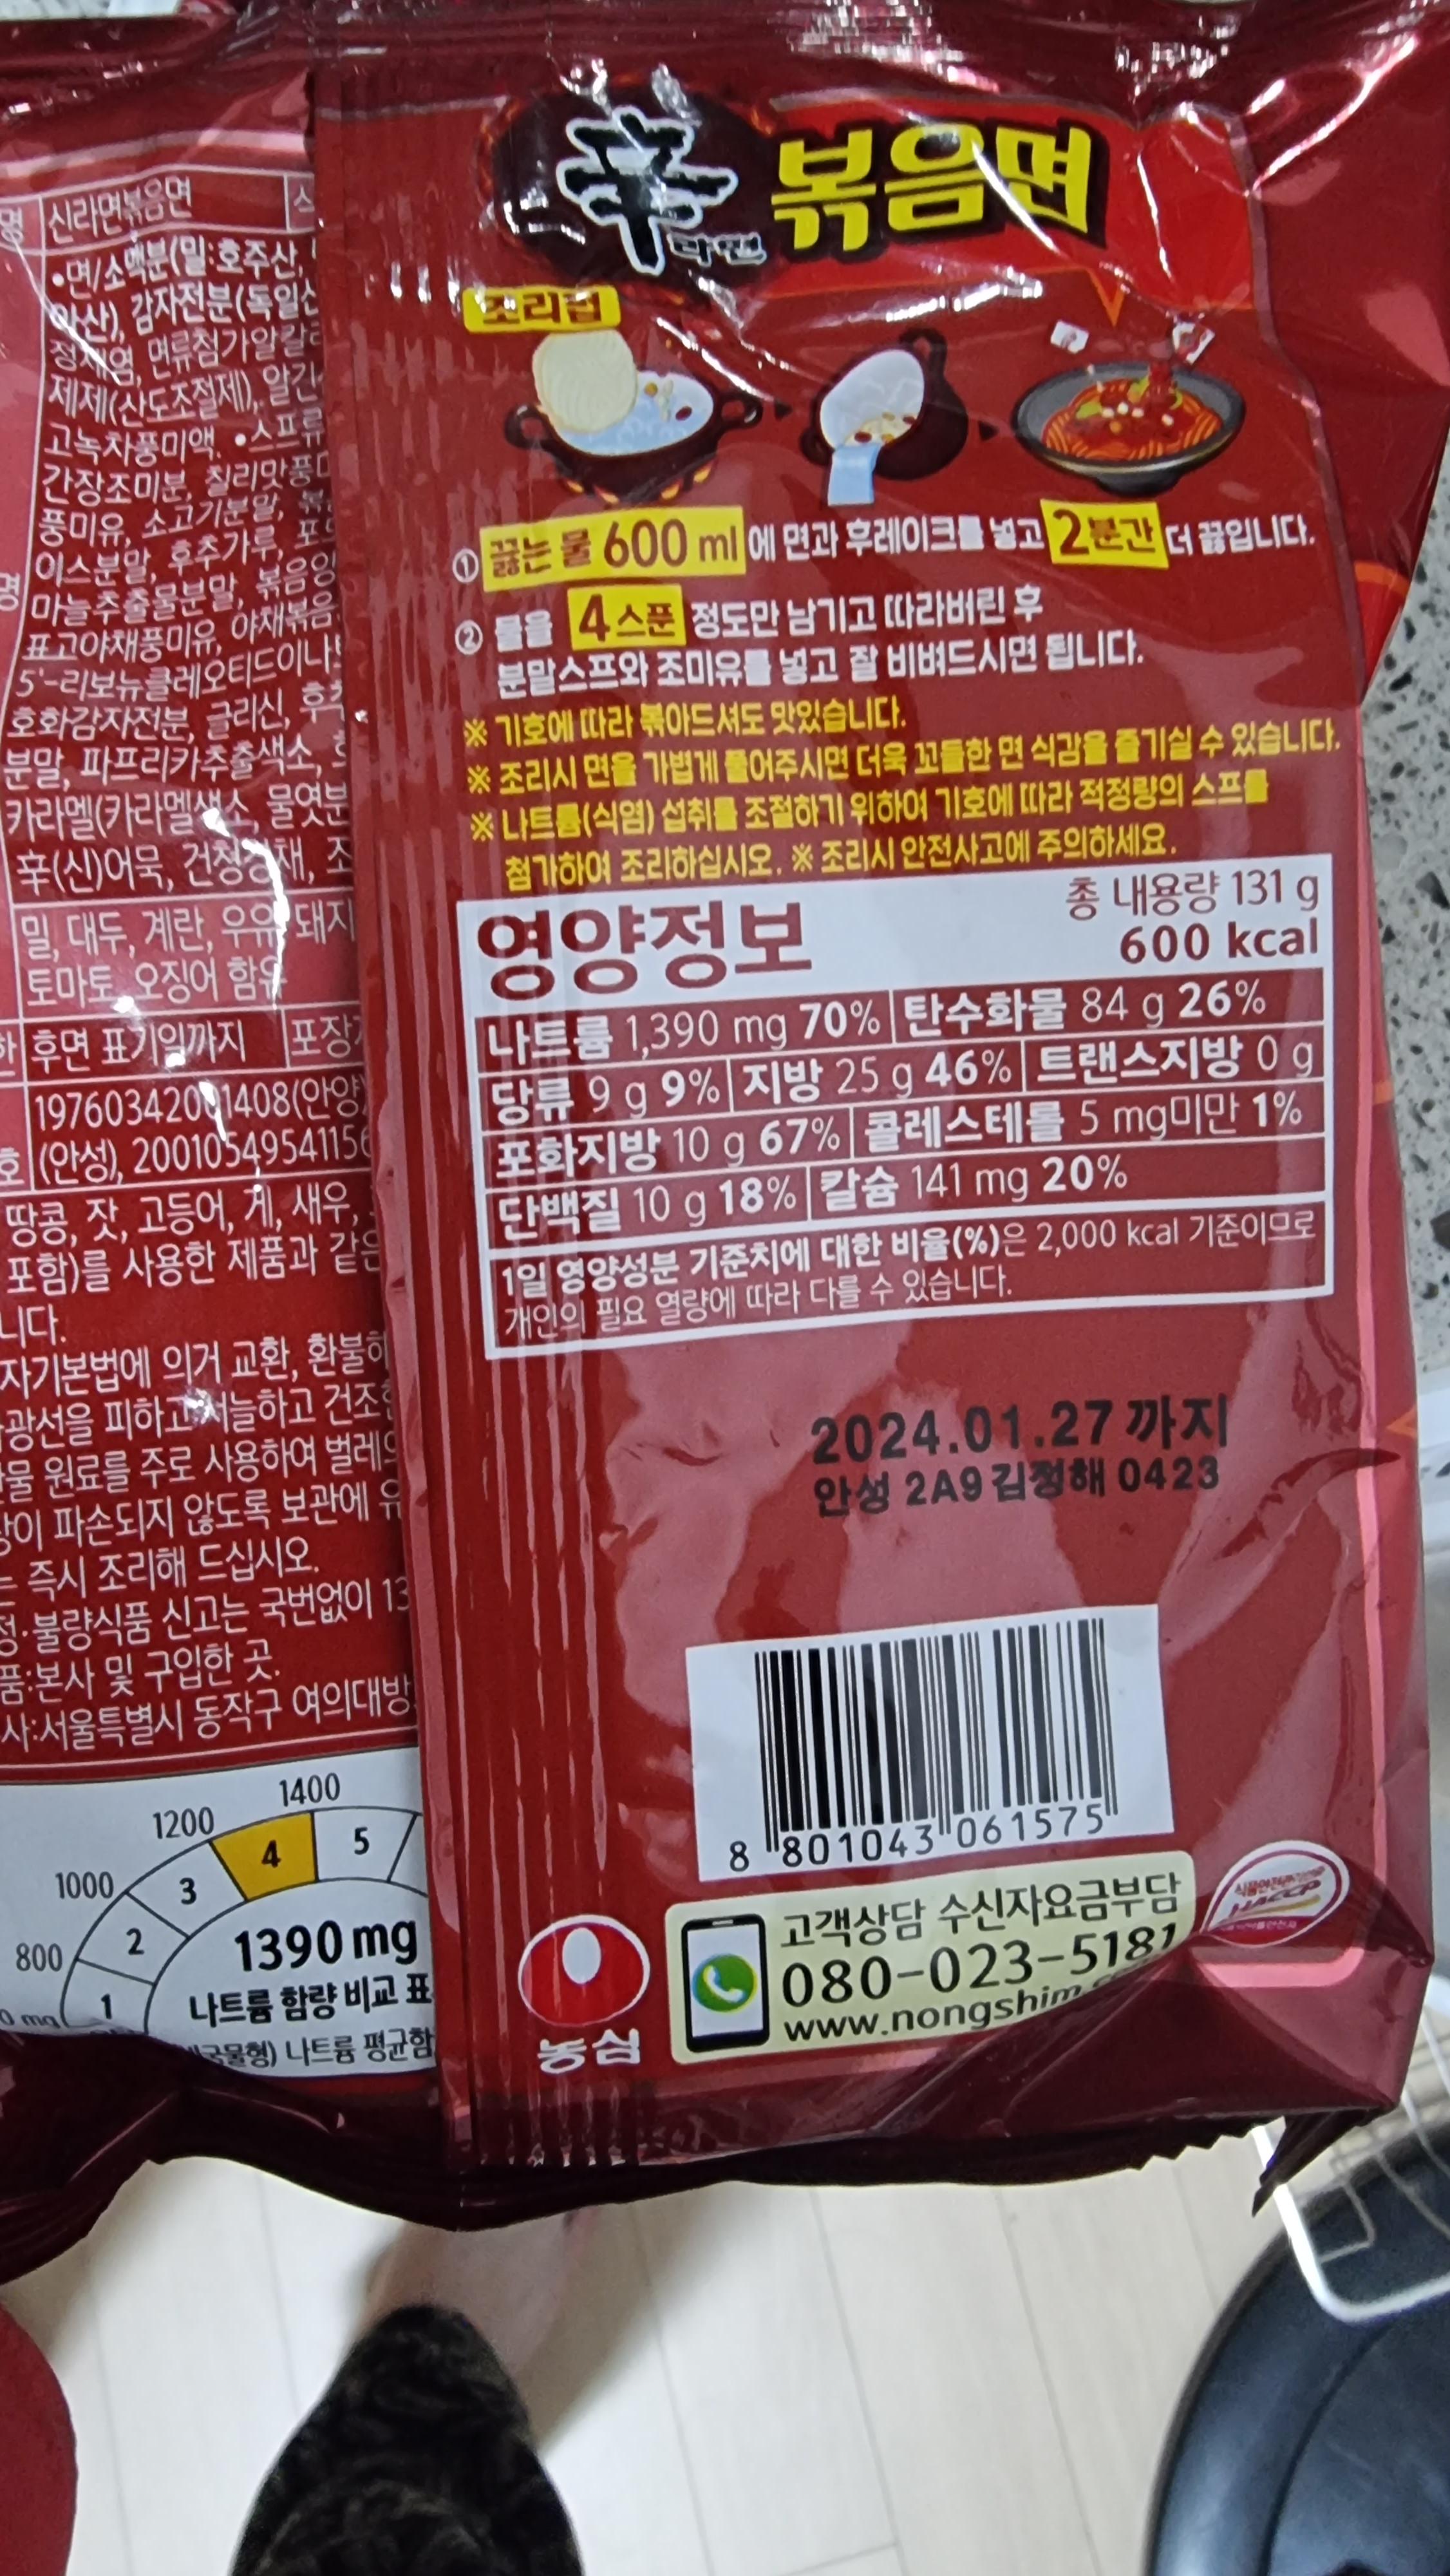 辛라면 볶음면
조리법
① 끓는 물 600 ml에 면과 후레이크를 넣고 2분간 더 끓입니다.
② 물을 4스푼 정도만 남기고 따라버린 후
분말스프와 조미유를 넣고 잘 비벼드시면 됩니다.
※ 기호에 따라 볶아드셔도 맛있습니다.
※ 조리시 면을 가볍게 풀어주시면 더욱 꼬들한 면 식감을 즐기실 수 있습니다.
※ 나트륨(식염) 섭취를 조절하기 위하여 기호에 따라 적정량의 스프를
첨가하여 조리하십시오. ※ 조리시 안전사고에 주의하세요.
영양정보
총 내용량 131 g
600 kcal
나트륨 1,390 mg 70% 탄수화물 84 g 26%
당류 9 g 9% 지방 25 g 46% 트랜스지방 0 g
포화지방 10 g 67% 콜레스테롤 5 mg미만 1%
단백질 10 g 18% 칼슘 141 mg 20%
1일 영양성분 기준치에 대한 비율(%)은 2,000 kcal 기준이므로
개인의 필요 열량에 따라 다를 수 있습니다.
2024.01.27 까지
안성 2A9 김정해 0423
8 801043 061575
고객상담 수신자요금부담
080-023-5181
www.nongshim
농심
HACCP
명 신라면볶음면
•면/소맥분(밀:호주산,
감자전분(독일산
정제염, 면류첨가알칼리
제제(산도조절제),
고녹차풍미액. •스프류
간장조미분, 칠리맛풍미
풍미유, 소고기분말,
후추가루,
마늘추출물분말, 볶음양
표고야채풍미유, 야채볶음
5'-리보뉴클레오티드이나
호화감자전분, 글리신,
분말, 파프리카추출색소,
카라멜(카라멜색소, 물엿분
辛(신)어묵, 건청경채,
밀, 대두, 계란, 우유, 돼지
토마토, 오징어 함유
후면 표기일까지 포장
19760342001408(안양)
(안성), 2001054954115
땅콩, 잣, 고등어, 게, 새우,
포함)를 사용한 제품과 같은
니다.
자기본법에 의거 교환, 환불
광선을 피하고 서늘하고 건조한
물 원료를 주로 사용하여 벌레
이 파손되지 않도록 보관에 유
즉시 조리해 드십시오.
정·불량식품 신고는 국번없이 13
품:본사 및 구입한 곳.
사:서울특별시 동작구 여의대방
800 1000 1200 1400
1 2 3 4 5
1390 mg
나트륨 함량 비교 표
국물형) 나트륨 평균함